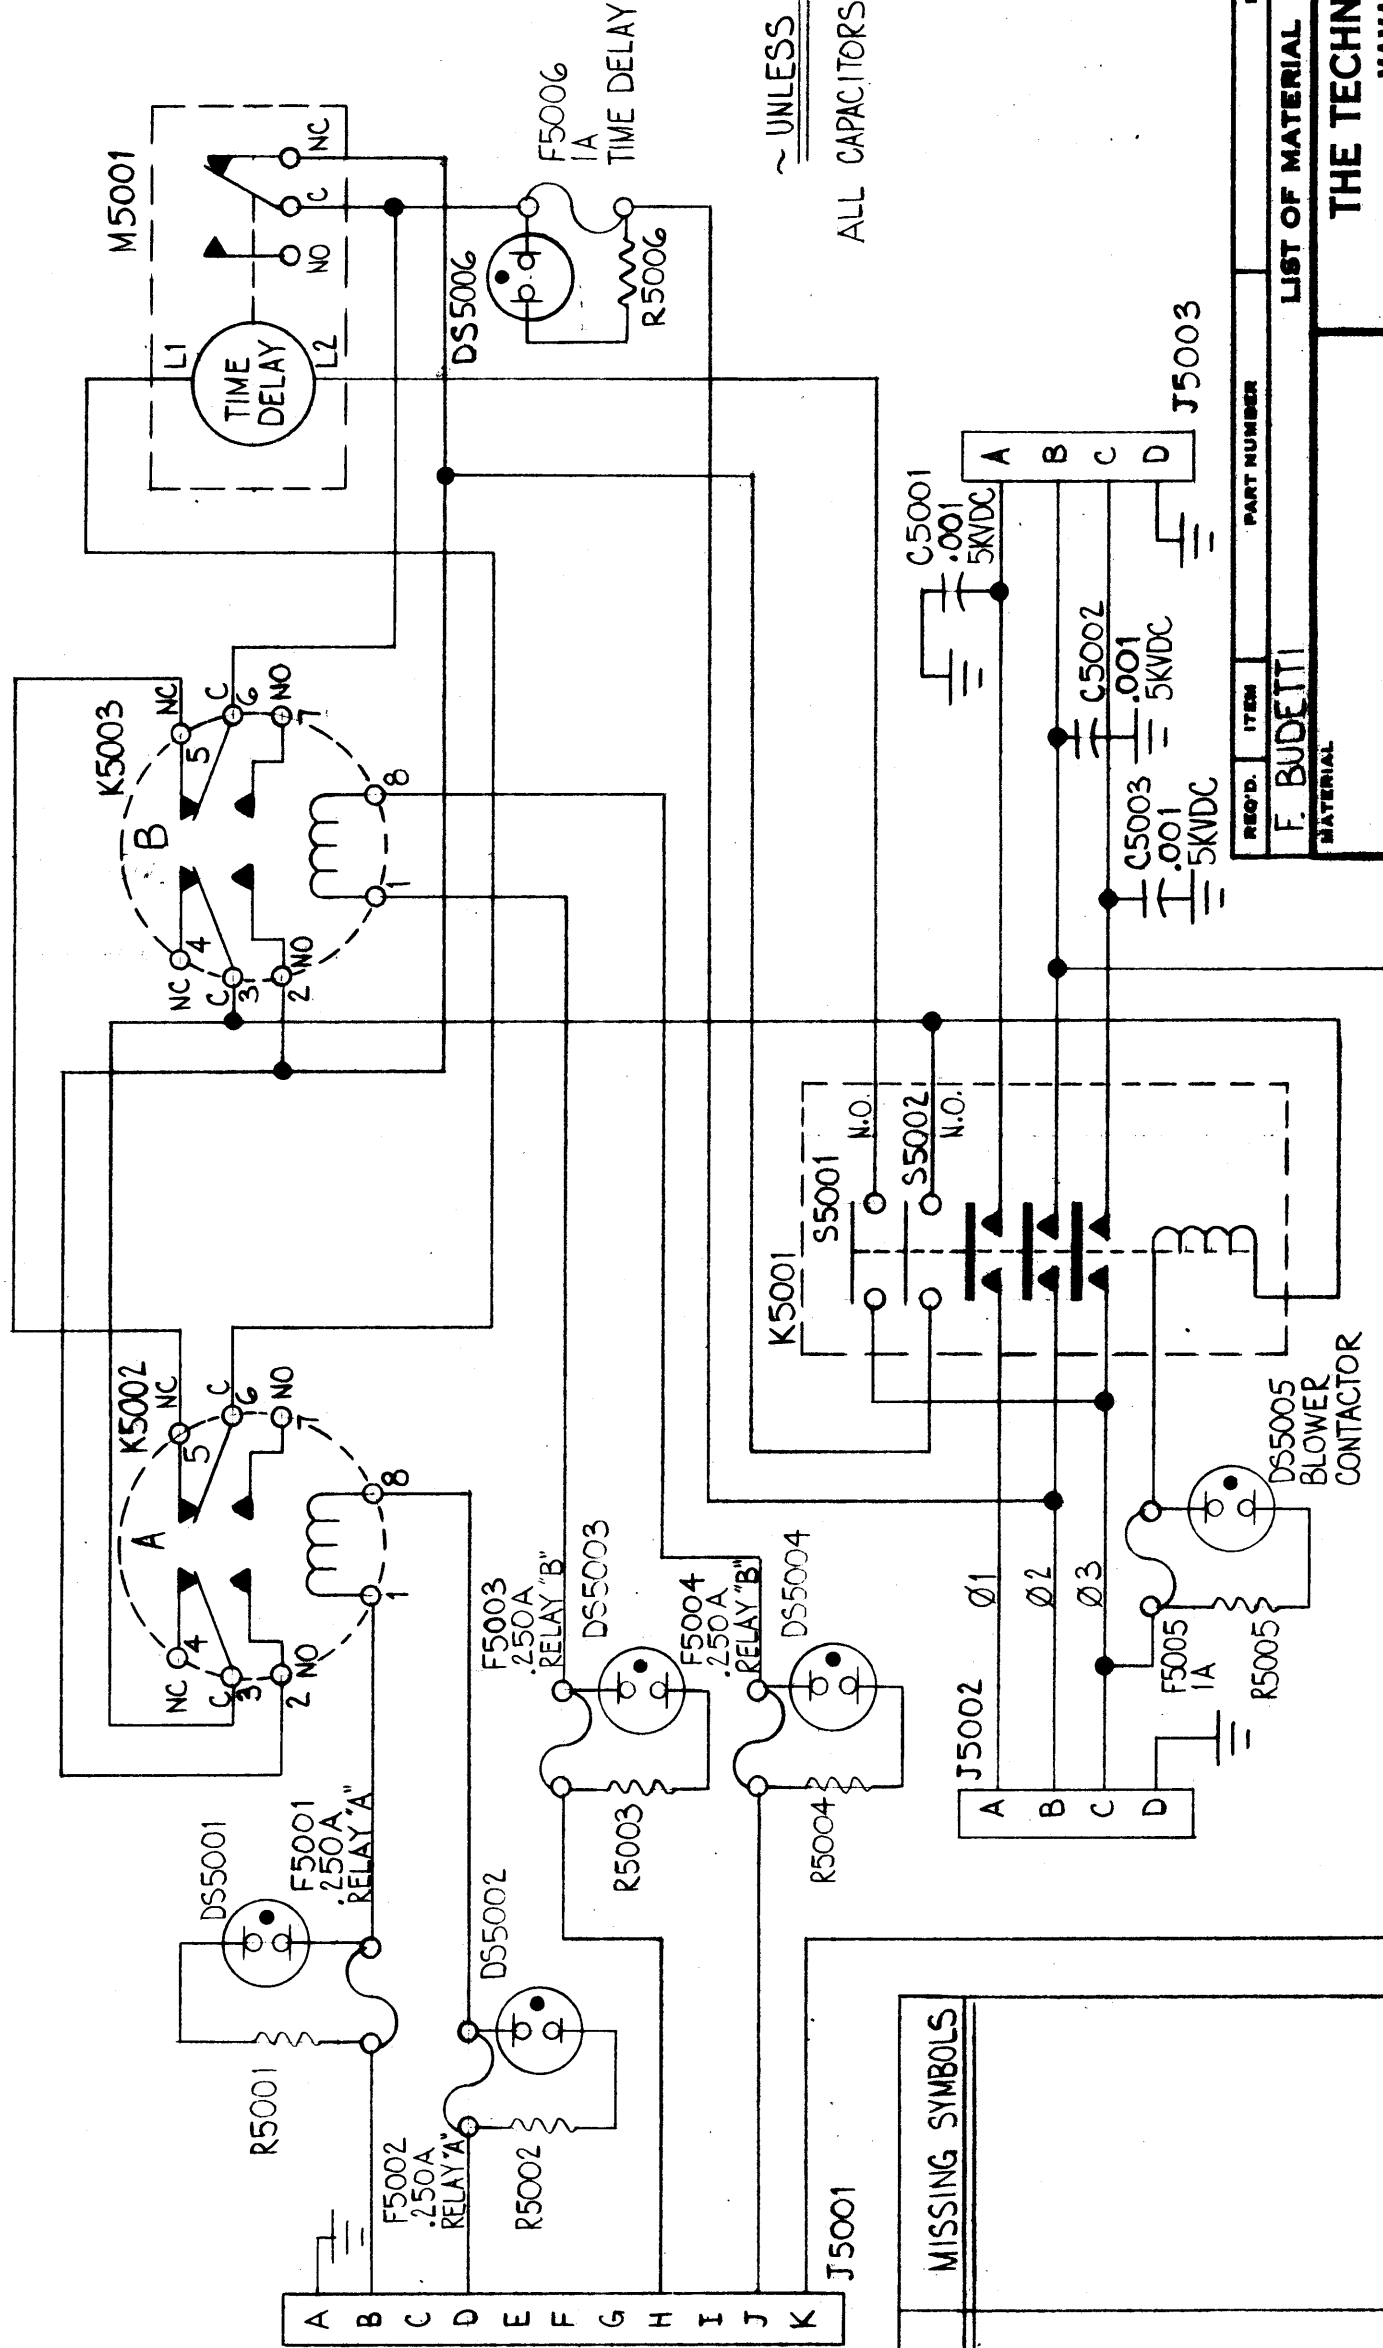 M5001
L1
TIME
DELAY
L2
NO
C
NC
F5006
1A
TIME DELAY
DS5006
R5006
~ UNLESS
ALL CAPACITORS
K5003
B
NC
4
C
3
2
NO
NC
5
C
6
NO
7
1
8
K5002
A
NC
4
C
3
2
NO
NC
5
C
6
NO
7
1
8
DS5001
R5001
F5001
.250A
RELAY "A"
DS5002
F5002
.250A
RELAY "A"
R5002
F5003
.250A
RELAY "B"
DS5003
R5003
F5004
.250A
RELAY "B"
DS5004
R5004
A
B
C
D
E
F
G
H
I
J
K
J5001
K5001
S5001
N.O.
S5002
N.O.
J5002
A
B
C
D
Ø1
Ø2
Ø3
F5005
1A
R5005
DS5005
BLOWER
CONTACTOR
C5001
.001
5KVDC
C5002
.001
5KVDC
C5003
.001
5KVDC
A
B
C
D
J5003
MISSING SYMBOLS
REQ'D.
ITEM
PART NUMBER
F. BUDETTI
LIST OF MATERIAL
MATERIAL
THE TECHN